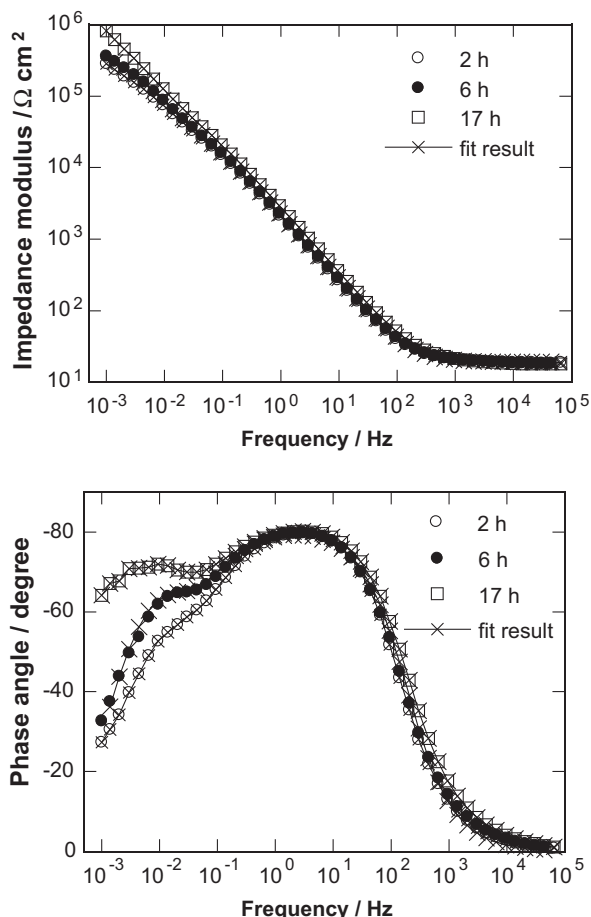 Impedance modulus / Ω cm²
10⁶
10⁵
10⁴
10³
10²
10¹
2 h
6 h
17 h
fit result
10⁻³ 10⁻² 10⁻¹ 10⁰ 10¹ 10² 10³ 10⁴ 10⁵
Frequency / Hz
Phase angle / degree
-80
-60
-40
-20
0
2 h
6 h
17 h
fit result
10⁻³ 10⁻² 10⁻¹ 10⁰ 10¹ 10² 10³ 10⁴ 10⁵
Frequency / Hz